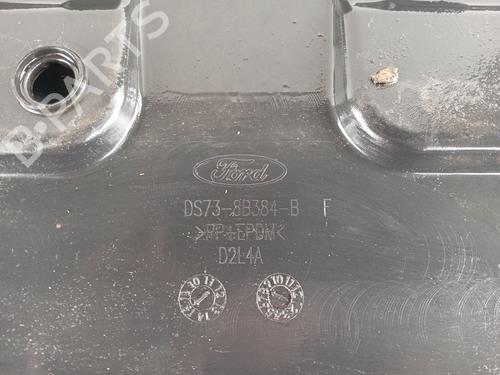 B-PARTS
Ford
DS73-8B384-B F
>PP+EPDM<
D2L4A